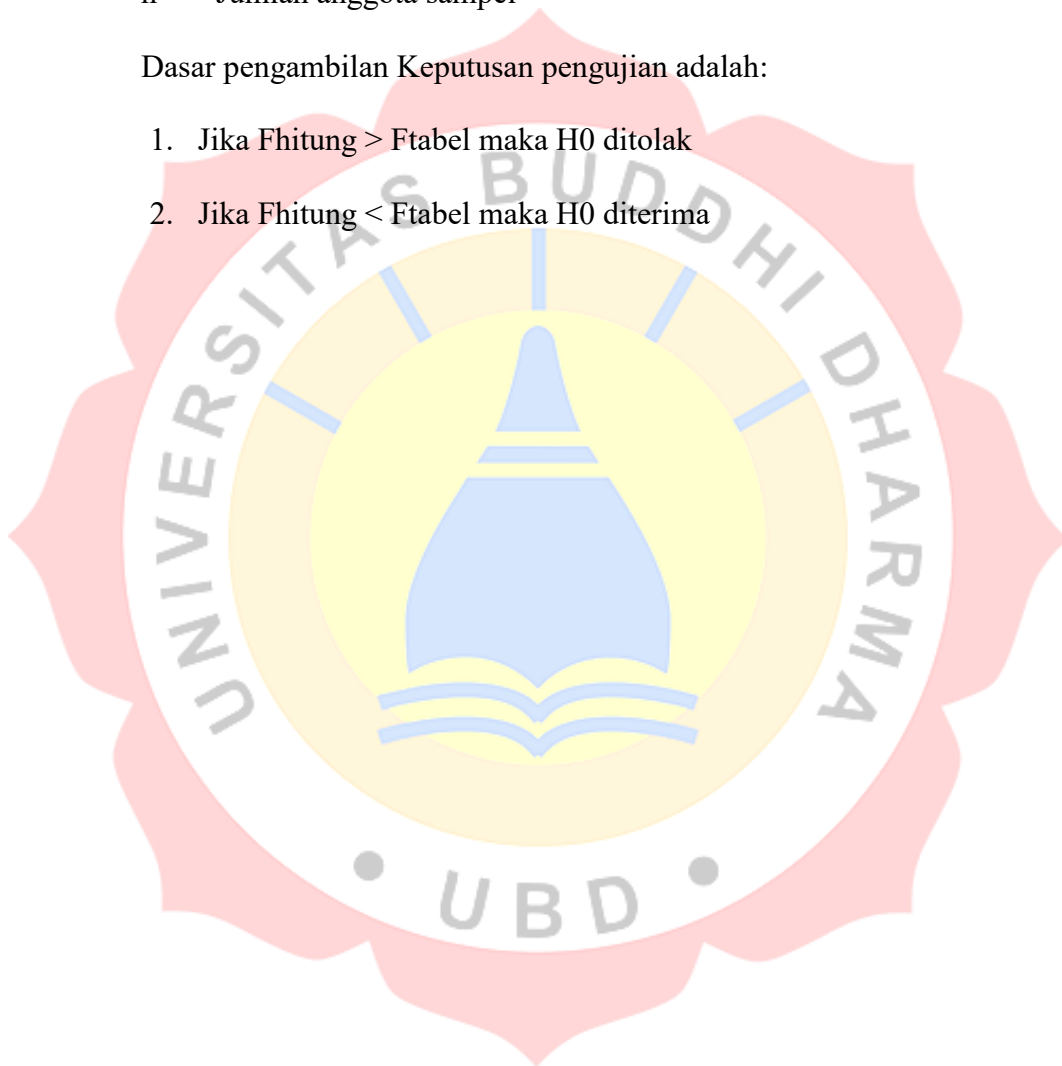 Dasar pengambilan Keputusan pengujian adalah:
1. Jika Fhitung > Ftabel maka H0 ditolak
2. Jika Fhitung < Ftabel maka H0 diterima
UNIVERSITAS BUDDHI DHARMA
• UBD •